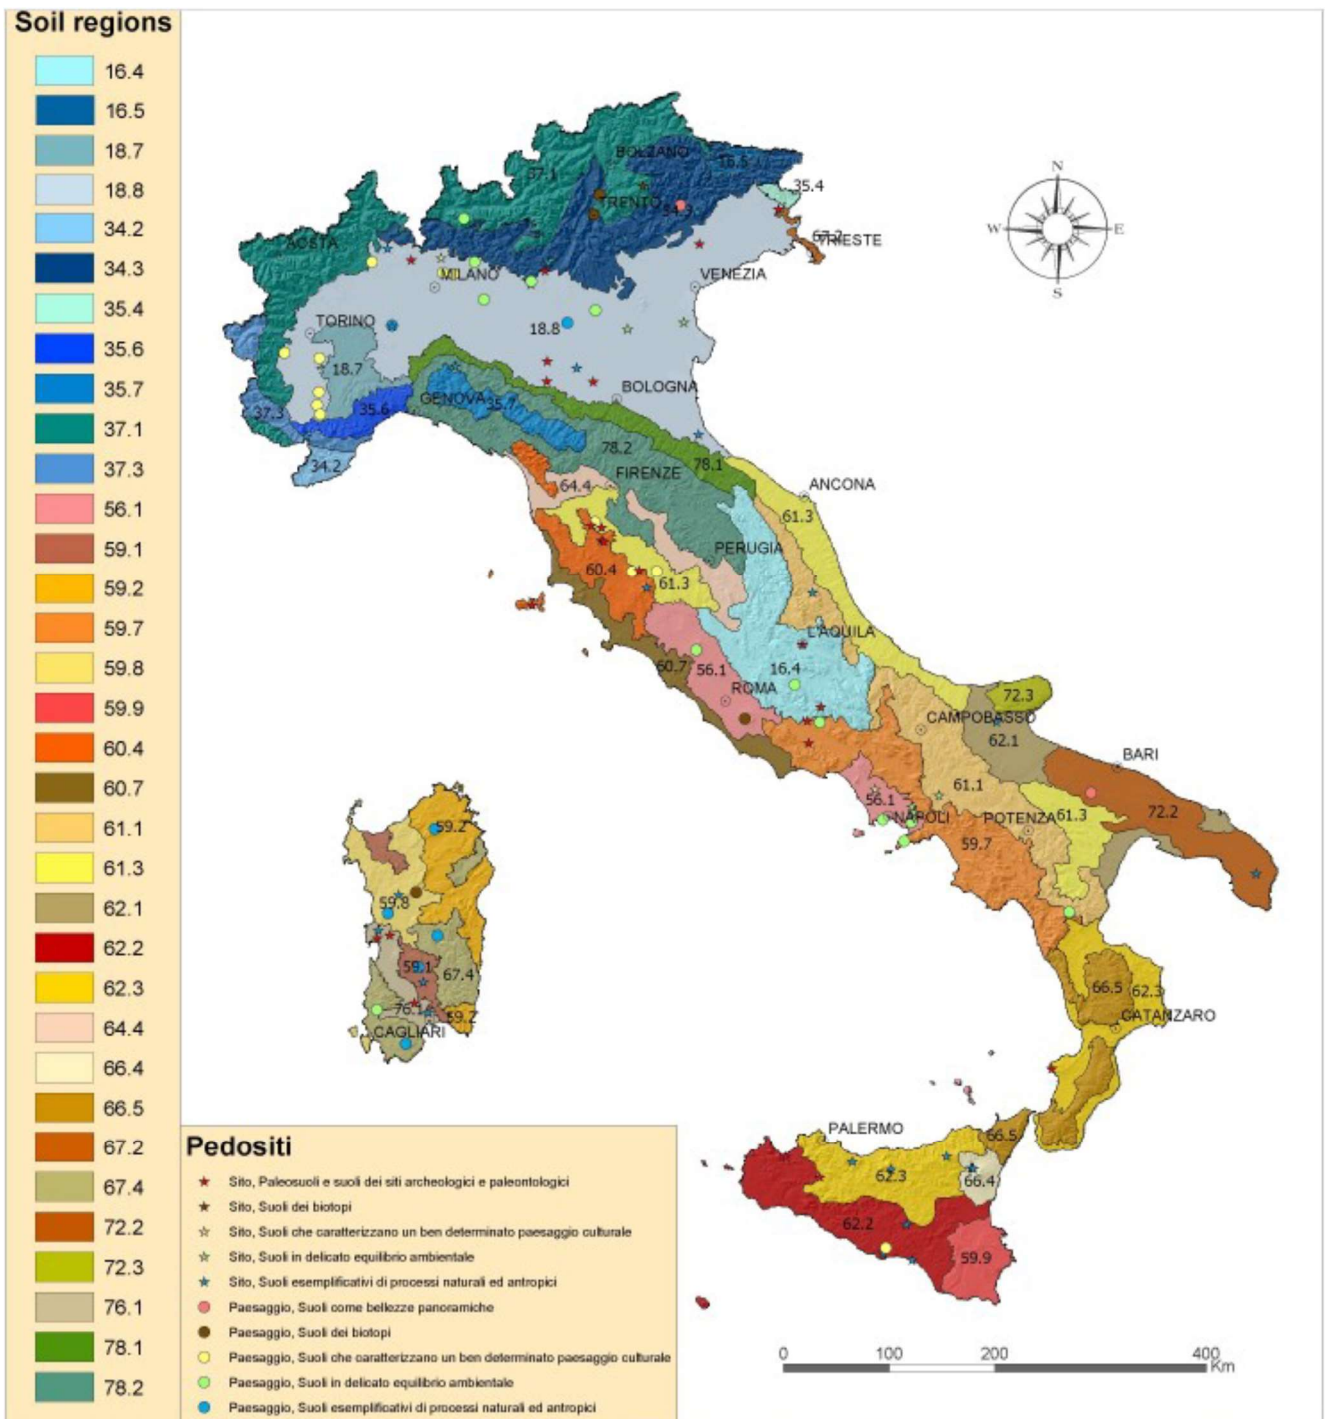 Soil regions
16.4
16.5
18.7
18.8
34.2
34.3
35.4
35.6
35.7
37.1
37.3
56.1
59.1
59.2
59.7
59.8
59.9
60.4
60.7
61.1
61.3
62.1
62.2
62.3
64.4
66.4
66.5
67.2
67.4
72.2
72.3
76.1
78.1
78.2
BOLZANO
16.5
37.1
35.4
TRENTO
34.3
67.2
TRIESTE
AOSTA
MILANO
VENEZIA
TORINO
18.8
18.7
BOLOGNA
GENOVA
35.7
37.3
35.6
78.2
78.1
34.2
FIRENZE
64.4
ANCONA
61.3
PERUGIA
60.4
61.3
L'AQUILA
60.7
56.1
16.4
ROMA
72.3
CAMPOBASSO
62.1
BARI
61.1
56.1
NAPOLI
POTENZA
61.3
72.2
59.7
59.2
59.8
59.1
67.4
76.1
59.2
CAGLIARI
66.5
62.3
CATANZARO
PALERMO
66.5
62.3
66.4
62.2
59.9
N
W
E
S
Pedositi
Sito, Paleosuoli e suoli dei siti archeologici e paleontologici
Sito, Suoli dei biotopi
Sito, Suoli che caratterizzano un ben determinato paesaggio culturale
Sito, Suoli in delicato equilibrio ambientale
Sito, Suoli esemplificativi di processi naturali ed antropici
Paesaggio, Suoli come bellezze panoramiche
Paesaggio, Suoli dei biotopi
Paesaggio, Suoli che caratterizzano un ben determinato paesaggio culturale
Paesaggio, Suoli in delicato equilibrio ambientale
Paesaggio, Suoli esemplificativi di processi naturali ed antropici
0 100 200 400
Km